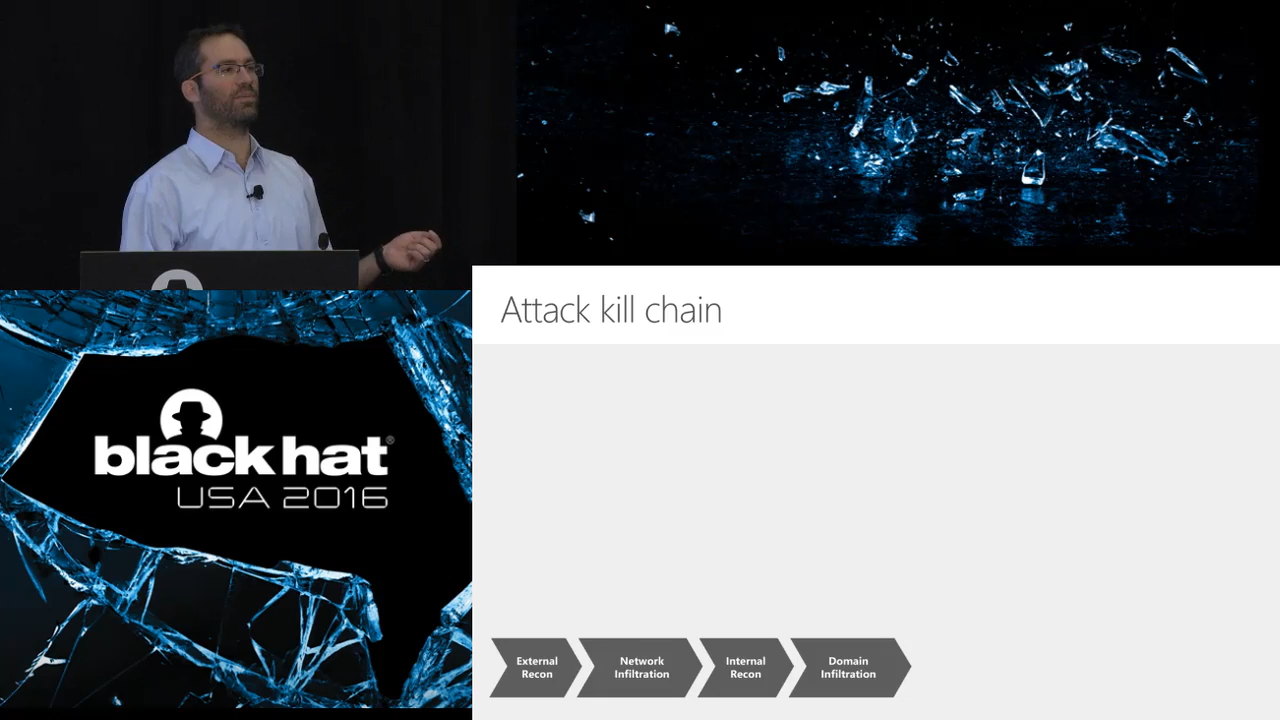 Attack kill chain
black hat®
USA 2016
External
Recon
Network
Infiltration
Internal
Recon
Domain
Infiltration